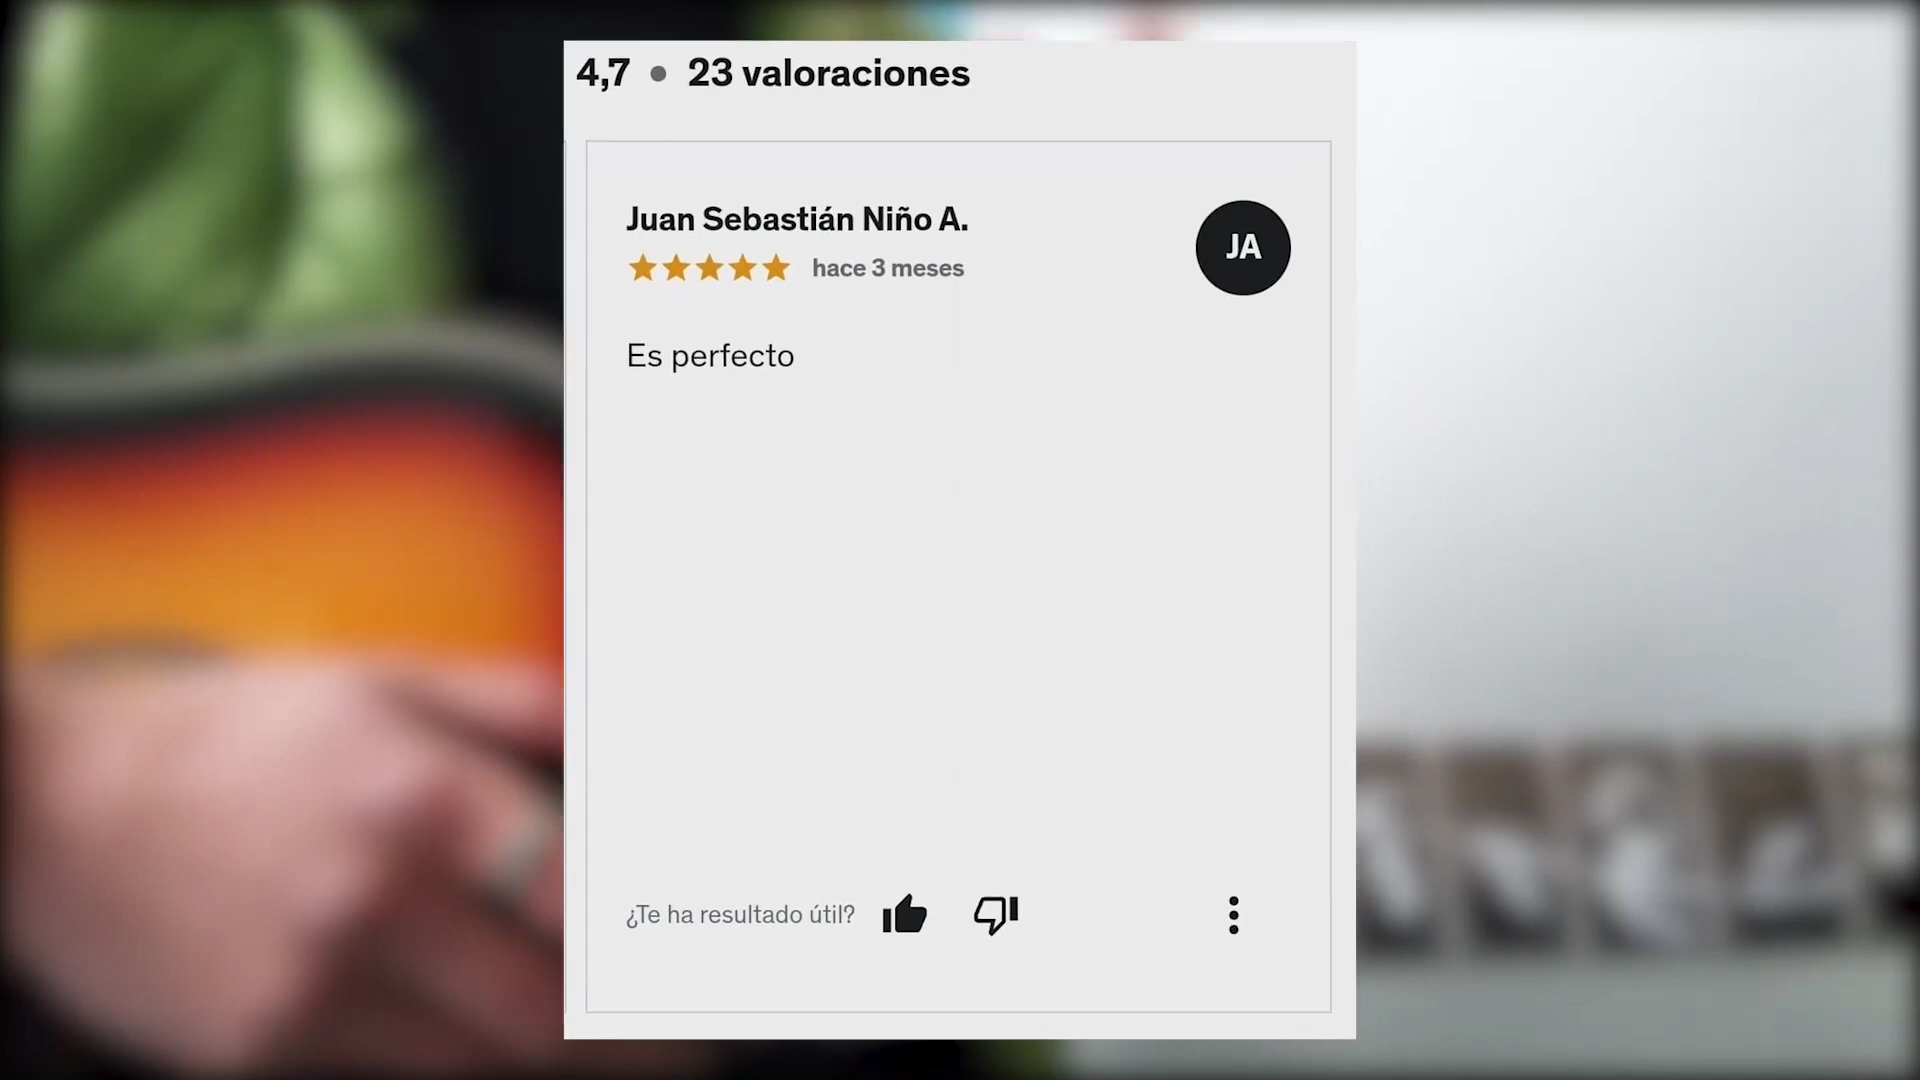 4,7 • 23 valoraciones
Juan Sebastián Niño A.
JA
hace 3 meses
Es perfecto
¿Te ha resultado útil?